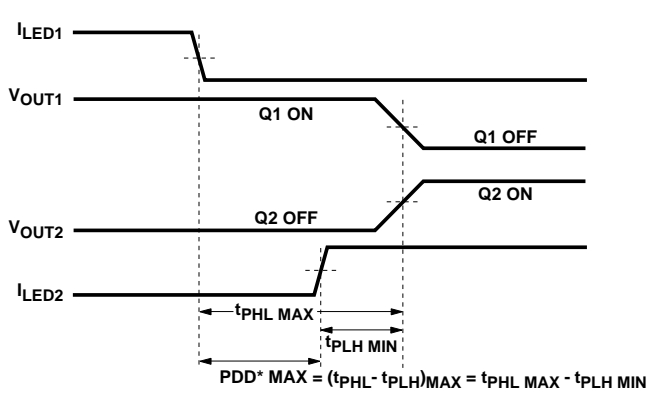 ILED1
VOUT1
Q1 ON
Q1 OFF
Q2 ON
Q2 OFF
VOUT2
ILED2
tPHL MAX
tPLH MIN
PDD* MAX = (tPHL- tPLH)MAX = tPHL MAX - tPLH MIN